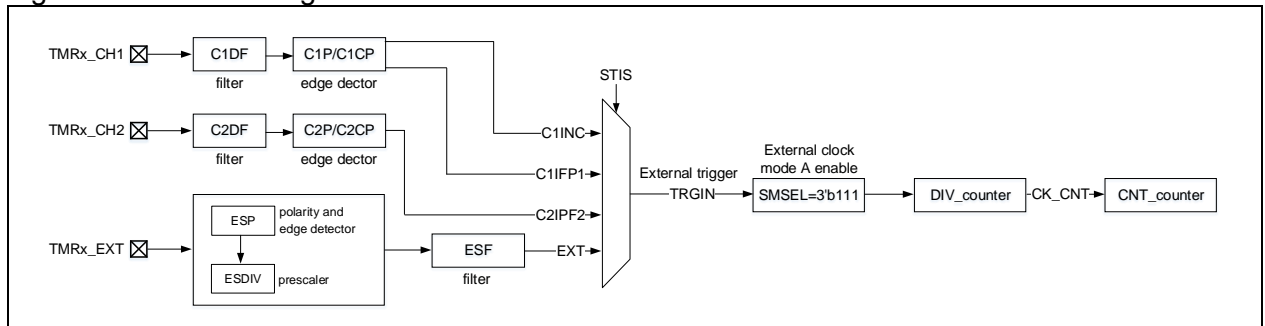 TMRx_CH1
C1DF
filter
C1P/C1CP
edge dector
STIS
TMRx_CH2
C2DF
filter
C2P/C2CP
edge dector
C1INC
C1IFP1
C2IPF2
EXT
External trigger
TRGIN
External clock
mode A enable
SMSEL=3'b111
DIV_counter
CK_CNT
CNT_counter
TMRx_EXT
ESP
polarity and
edge detector
ESDIV
prescaler
ESF
filter